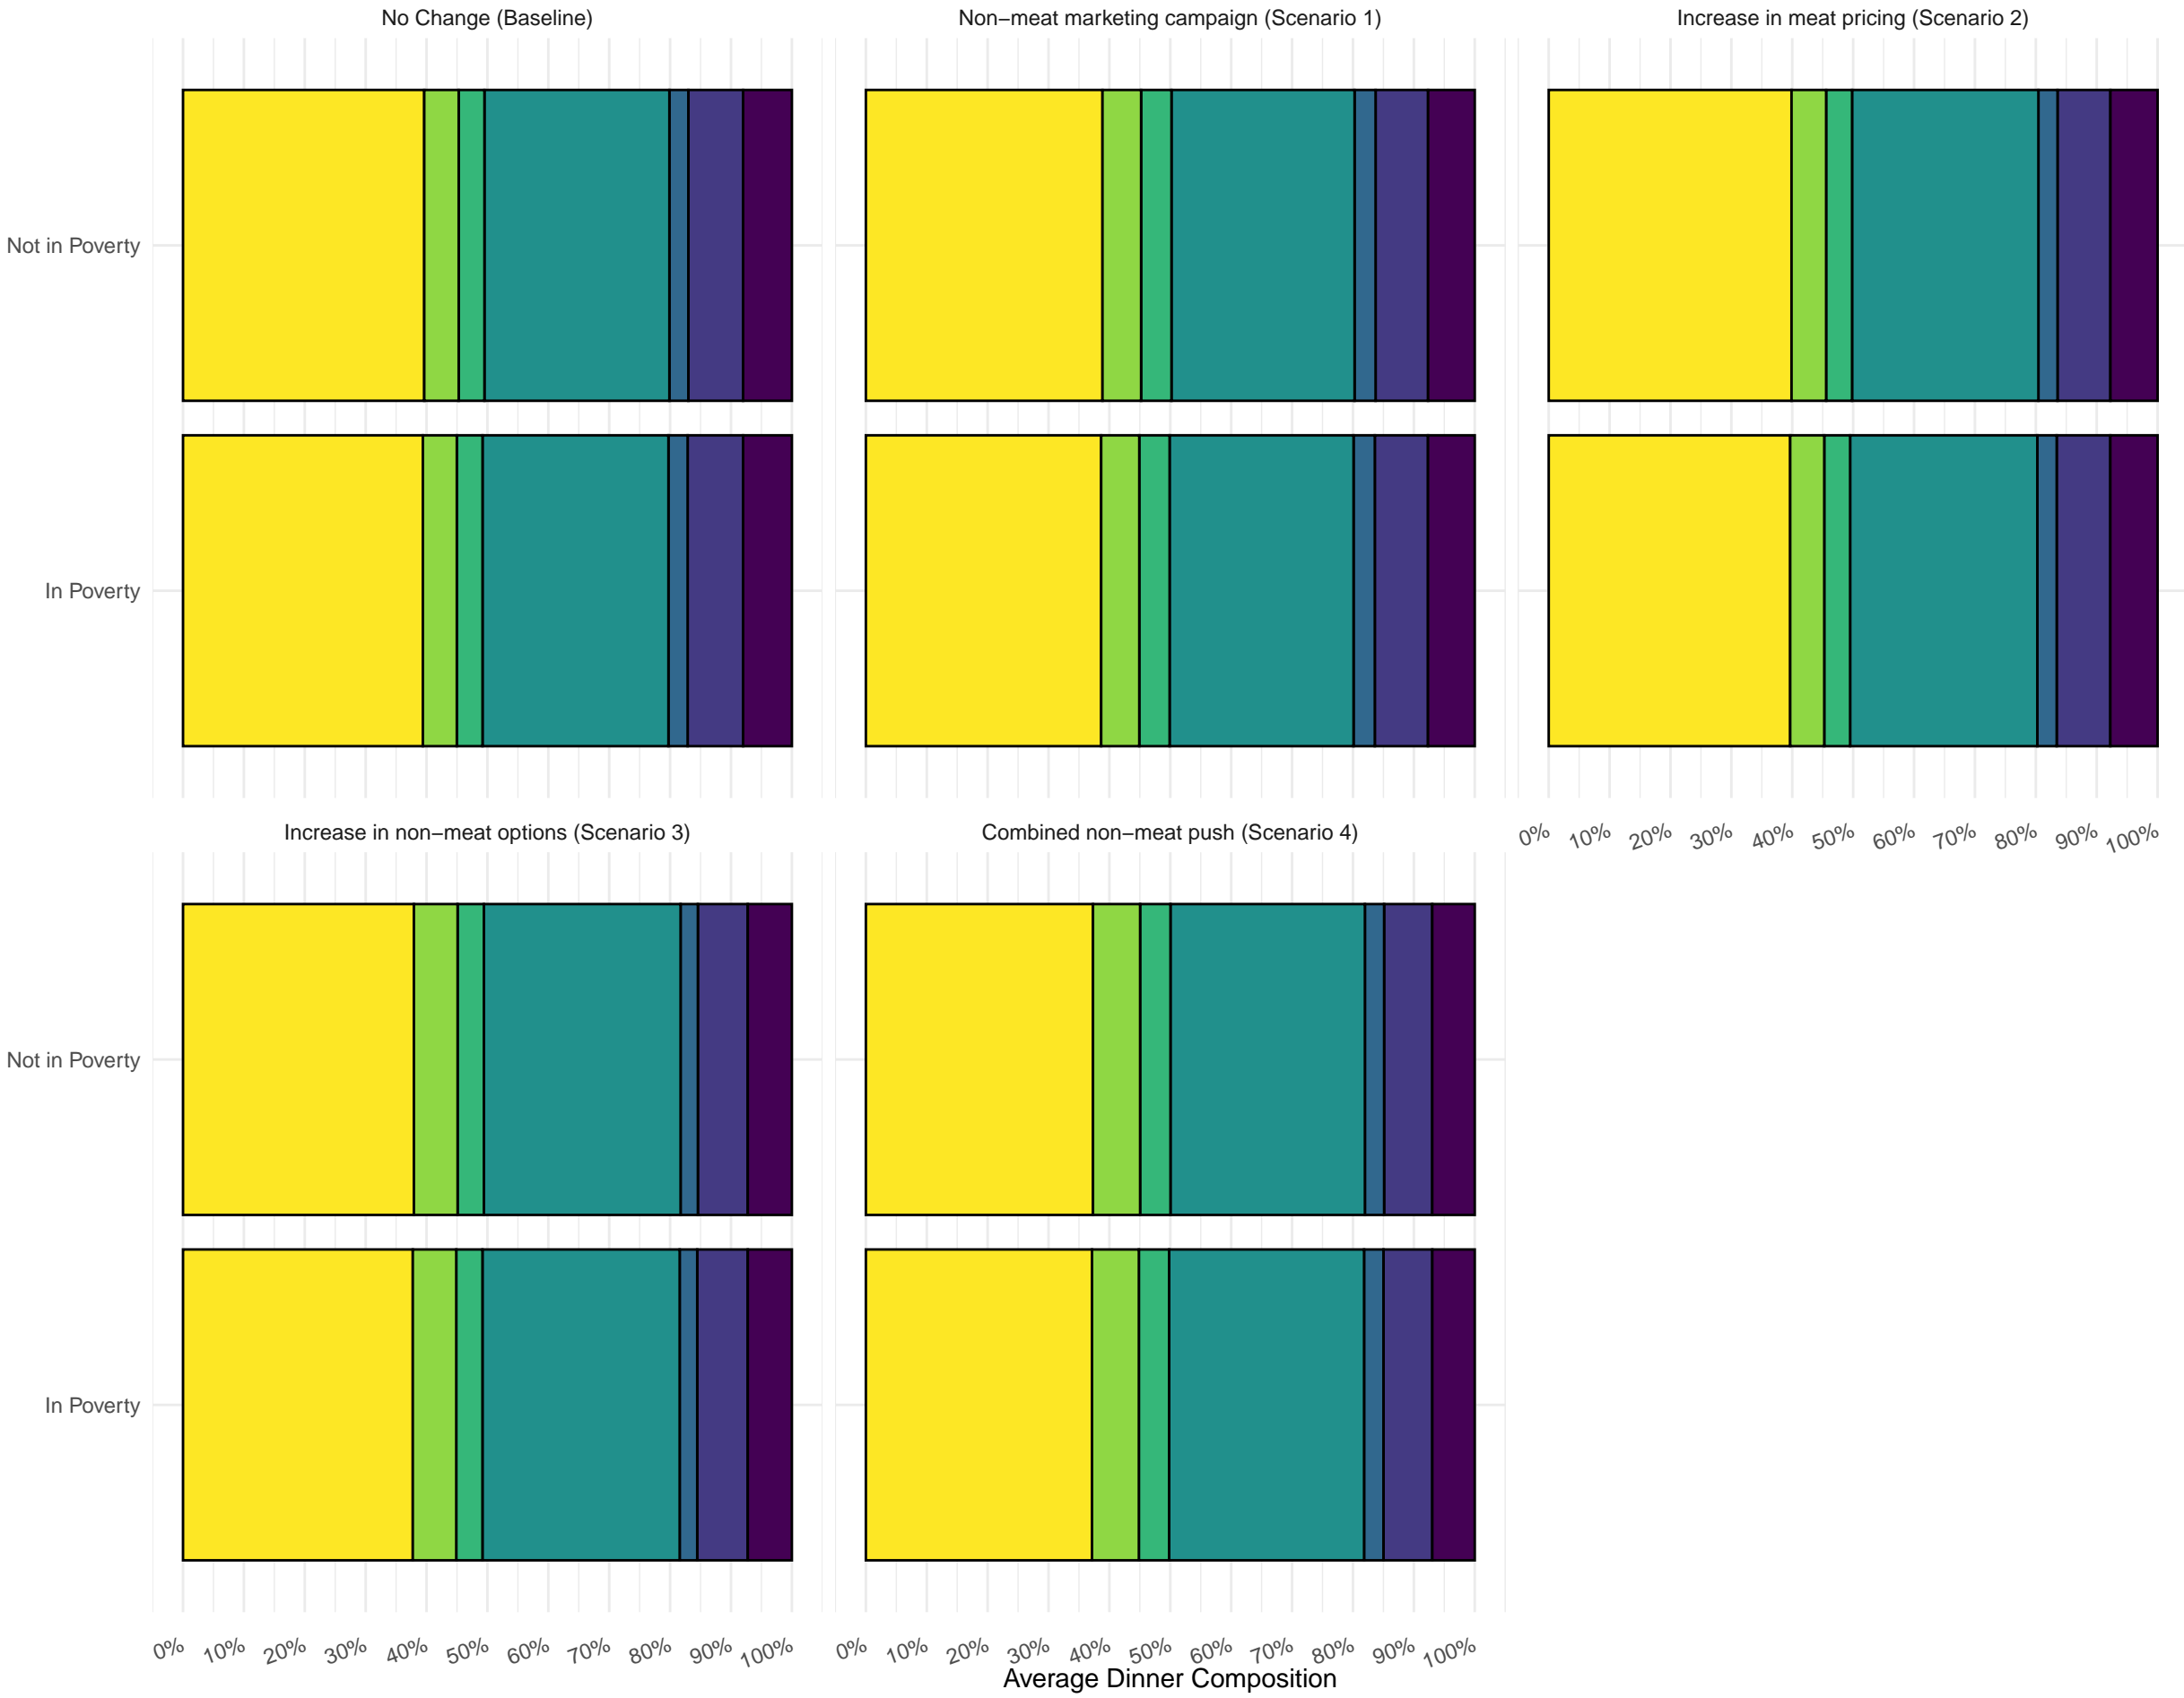 No Change (Baseline)
Non−meat marketing campaign (Scenario 1)
Increase in meat pricing (Scenario 2)
Not in Poverty
In Poverty
0% 10% 20% 30% 40% 50% 60% 70% 80% 90% 100%
Increase in non−meat options (Scenario 3)
Combined non−meat push (Scenario 4)
Not in Poverty
In Poverty
0% 10% 20% 30% 40% 50% 60% 70% 80% 90% 100%
0% 10% 20% 30% 40% 50% 60% 70% 80% 90% 100%
Average Dinner Composition